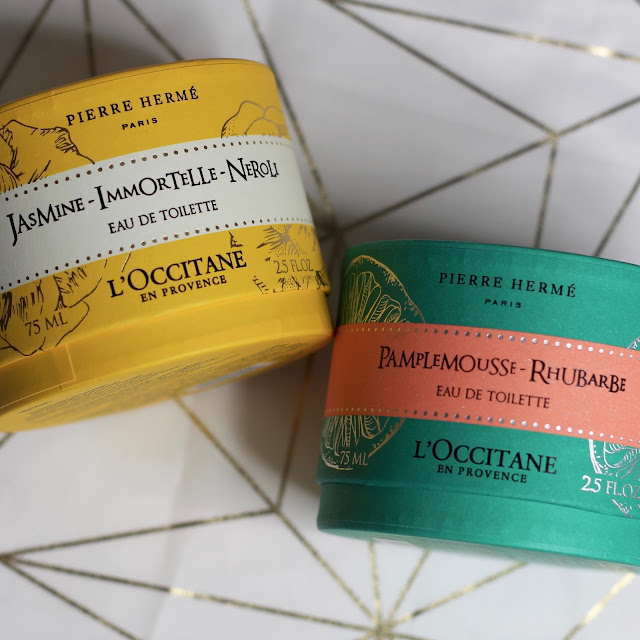 PIERRE HERMÉ
PARIS
JASMINE-IMMORTELLE-NEROLI
EAU DE TOILETTE
L'OCCITANE
EN PROVENCE
75 ML
2.5 FL.OZ
PIERRE HERMÉ
PARIS
PAMPLEMOUSSE-RHUBARBE
EAU DE TOILETTE
L'OCCITANE
EN PROVENCE
75 ML
2.5 FL.OZ